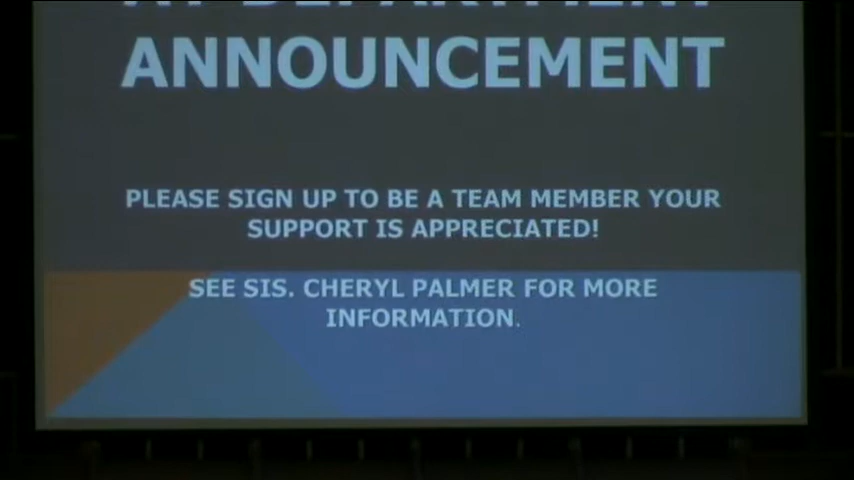 DEPARTMENT
ANNOUNCEMENT
PLEASE SIGN UP TO BE A TEAM MEMBER YOUR
SUPPORT IS APPRECIATED!
SEE SIS. CHERYL PALMER FOR MORE
INFORMATION.